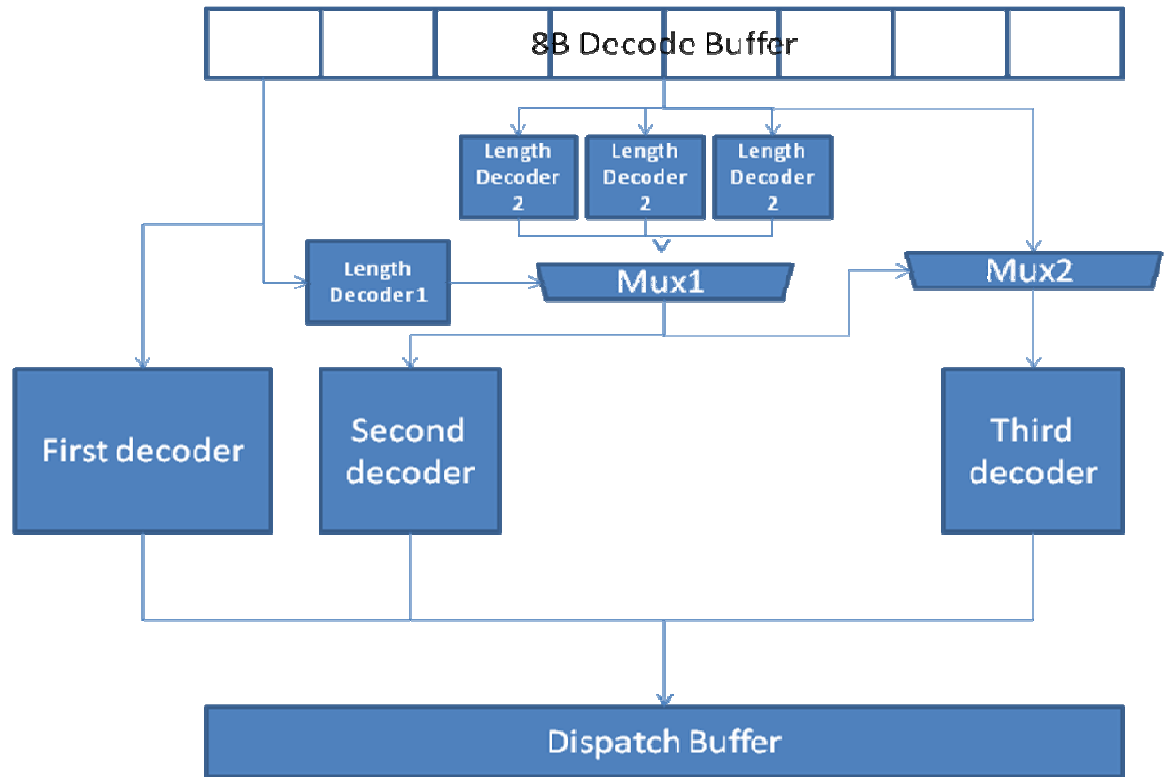 8B Decode Buffer
Length
Decoder
2
Length
Decoder
2
Length
Decoder
2
Length
Decoder1
Mux1
Mux2
First decoder
Second
decoder
Third
decoder
Dispatch Buffer